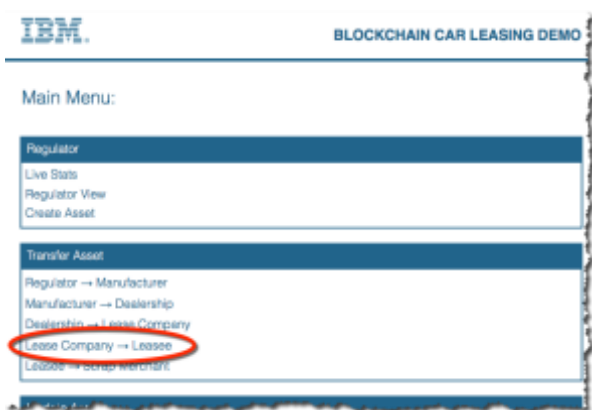 IBM.
BLOCKCHAIN CAR LEASING DEMO
Main Menu:
Regulator
Live Stats
Regulator View
Create Asset
Transfer Asset
Regulator → Manufacturer
Manufacturer → Dealership
Dealership → Lease Company
Lease Company → Leasee
Leasee → Scrap Merchant